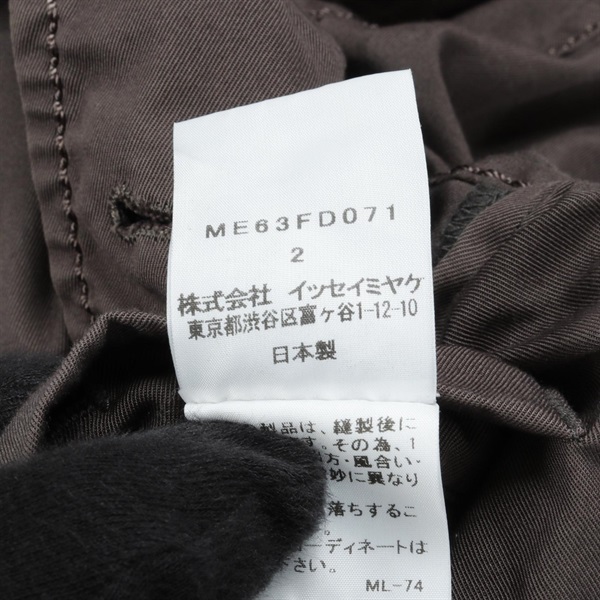 ME63FD071
2
株式会社 イッセイミヤケ
東京都渋谷区富ヶ谷1-12-10
日本製
製品は、縫製後に
す。その為、1
方・風合い・
妙に異なり
落ちするこ
す。
ーディネートは
ださい。
ML-74